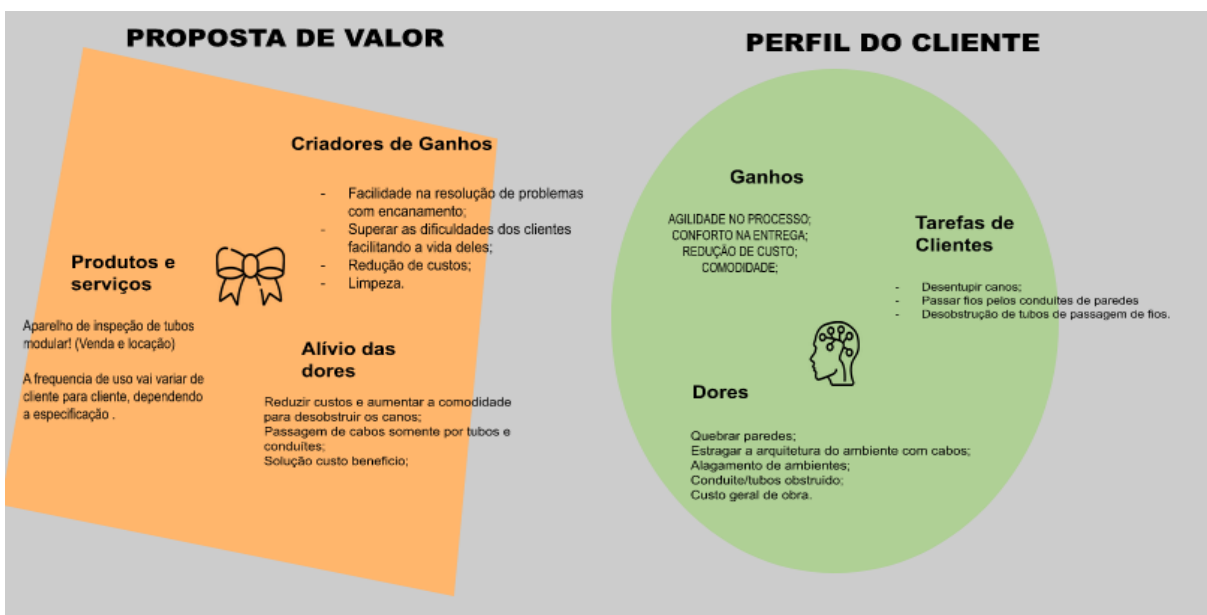 PROPOSTA DE VALOR
Criadores de Ganhos
- Facilidade na resolução de problemas
com encanamento;
- Superar as dificuldades dos clientes
facilitando a vida deles;
- Redução de custos;
- Limpeza.
Produtos e
serviços
Aparelho de inspeção de tubos
modular! (Venda e locação)
A frequencia de uso vai variar de
cliente para cliente, dependendo
a especificação .
Alívio das
dores
Reduzir custos e aumentar a comodidade
para desobstruir os canos;
Passagem de cabos somente por tubos e
conduítes;
Solução custo beneficio;
PERFIL DO CLIENTE
Ganhos
AGILIDADE NO PROCESSO;
CONFORTO NA ENTREGA;
REDUÇÃO DE CUSTO;
COMODIDADE;
Tarefas de
Clientes
- Desentupir canos;
- Passar fios pelos conduítes de paredes
- Desobstrução de tubos de passagem de fios.
Dores
Quebrar paredes;
Estragar a arquitetura do ambiente com cabos;
Alagamento de ambientes;
Conduite/tubos obstruído;
Custo geral de obra.